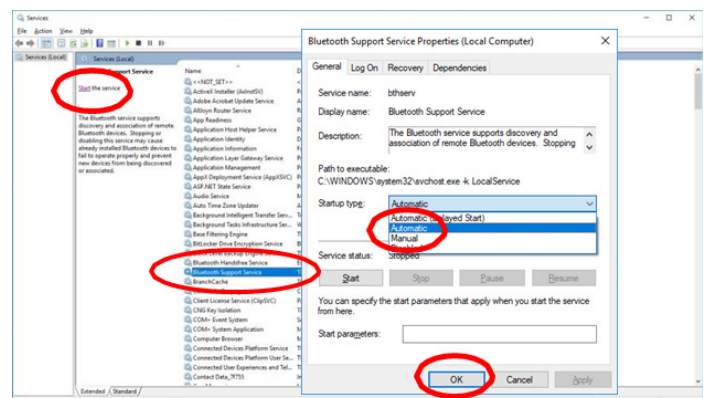 Services
File Action View Help
Services (Local)
Services (Local)
Support Service
Start the service
The Bluetooth service supports
discovery and association of remote
Bluetooth devices. Stopping or
disabling this service may cause
already installed Bluetooth devices to
fail to operate properly and prevent
new devices from being discovered
or associated.
Name
<<NOT_SET>>
ActiveX Installer (AxInstSV)
Adobe Acrobat Update Service
AllJoyn Router Service
App Readiness
Application Host Helper Service
Application Identity
Application Information
Application Layer Gateway Service
Application Management
AppX Deployment Service (AppXSVC)
ASP.NET State Service
Audio Service
Auto Time Zone Updater
Background Intelligent Transfer Serv...
Background Tasks Infrastructure Ser...
Base Filtering Engine
BitLocker Drive Encryption Service
Block Level Backup Engine
Bluetooth Handsfree Service
Bluetooth Support Service
BranchCache
Client License Service (ClipSVC)
CNG Key Isolation
COM+ Event System
COM+ System Application
Computer Browser
Connected Devices Platform Service
Connected Devices Platform User Se...
Connected User Experiences and Tel...
Contact Data_7f755
Extended Standard
Bluetooth Support Service Properties (Local Computer)
General Log On Recovery Dependencies
Service name: bthserv
Display name: Bluetooth Support Service
Description: The Bluetooth service supports discovery and
association of remote Bluetooth devices. Stopping
Path to executable:
C:\WINDOWS\system32\svchost.exe -k LocalService
Startup type: Automatic
Automatic (Delayed Start)
Automatic
Manual
Disabled
Service status: Stopped
Start Stop Pause Resume
You can specify the start parameters that apply when you start the service
from here.
Start parameters:
OK Cancel Apply